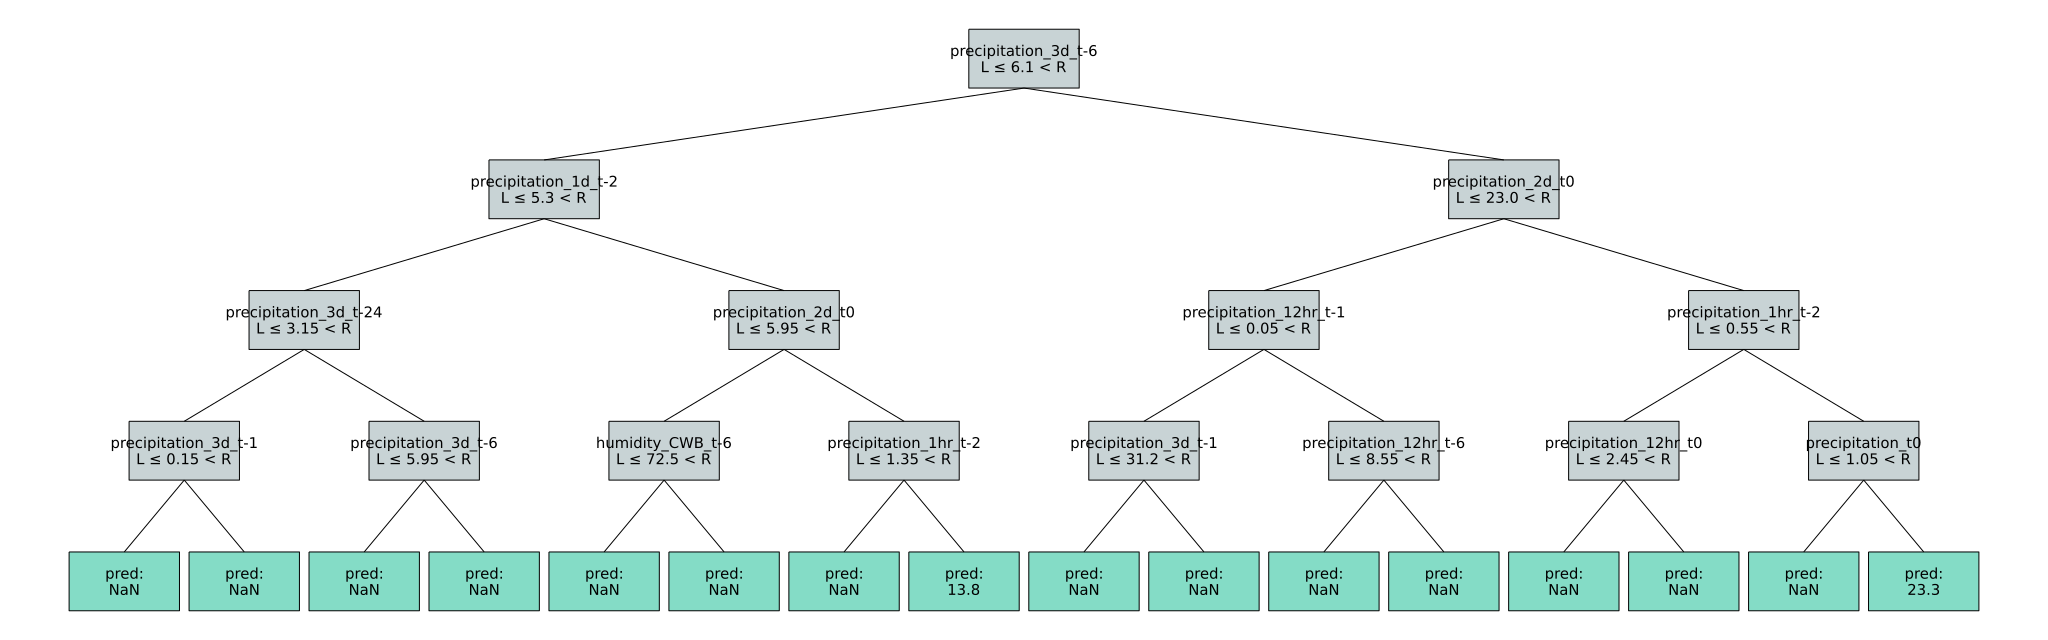 precipitation_3d_t-6
L ≤ 6.1 < R
precipitation_1d_t-2
L ≤ 5.3 < R
precipitation_2d_t0
L ≤ 23.0 < R
precipitation_3d_t-24
L ≤ 3.15 < R
precipitation_2d_t0
L ≤ 5.95 < R
precipitation_12hr_t-1
L ≤ 0.05 < R
precipitation_1hr_t-2
L ≤ 0.55 < R
precipitation_3d_t-1
L ≤ 0.15 < R
precipitation_3d_t-6
L ≤ 5.95 < R
humidity_CWB_t-6
L ≤ 72.5 < R
precipitation_1hr_t-2
L ≤ 1.35 < R
precipitation_3d_t-1
L ≤ 31.2 < R
precipitation_12hr_t-6
L ≤ 8.55 < R
precipitation_12hr_t0
L ≤ 2.45 < R
precipitation_t0
L ≤ 1.05 < R
pred:
NaN
pred:
NaN
pred:
NaN
pred:
NaN
pred:
NaN
pred:
NaN
pred:
NaN
pred:
13.8
pred:
NaN
pred:
NaN
pred:
NaN
pred:
NaN
pred:
NaN
pred:
NaN
pred:
NaN
pred:
23.3